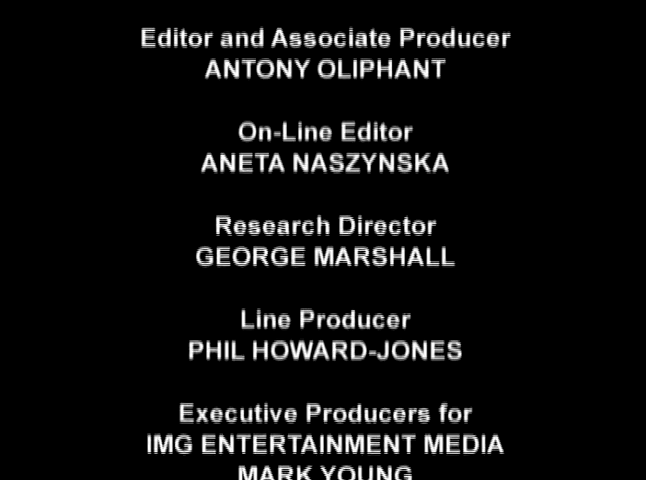 Editor and Associate Producer
ANTONY OLIPHANT
On-Line Editor
ANETA NASZYNSKA
Research Director
GEORGE MARSHALL
Line Producer
PHIL HOWARD-JONES
Executive Producers for
IMG ENTERTAINMENT MEDIA
MARK YOUNG